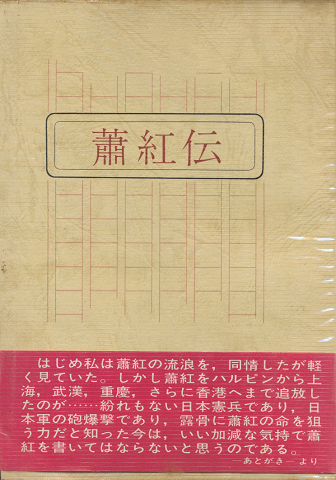 蕭紅伝
はじめ私は蕭紅の流浪を，同情したが軽
く見ていた。しかし蕭紅をハルビンから上
海，武漢，重慶，さらに香港へまで追放し
たのが……紛れもない日本憲兵であり，日
本軍の砲爆撃であり，露骨に蕭紅の命を狙
う力だと知った今は，いい加減な気持で蕭
紅を書いてはならないと思うのである。
―あとがき―より